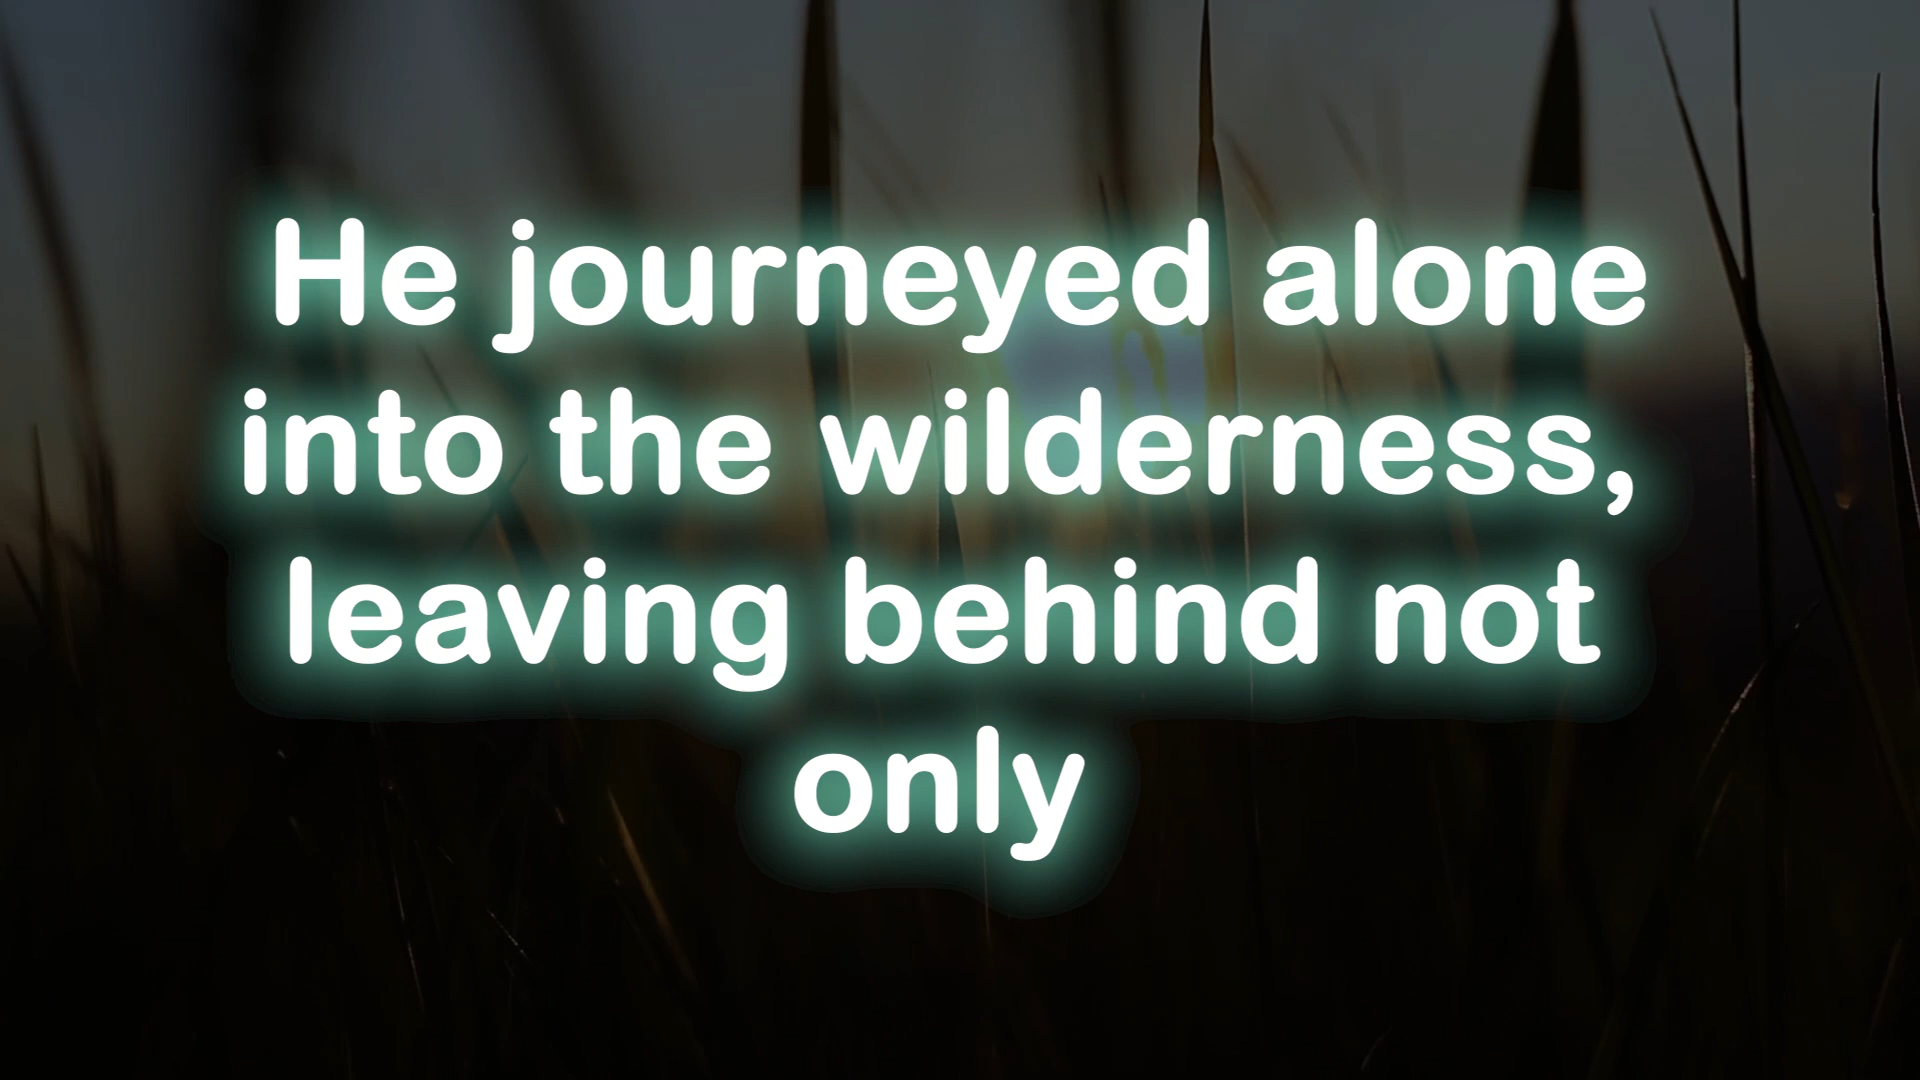 He journeyed alone
into the wilderness,
leaving behind not
only